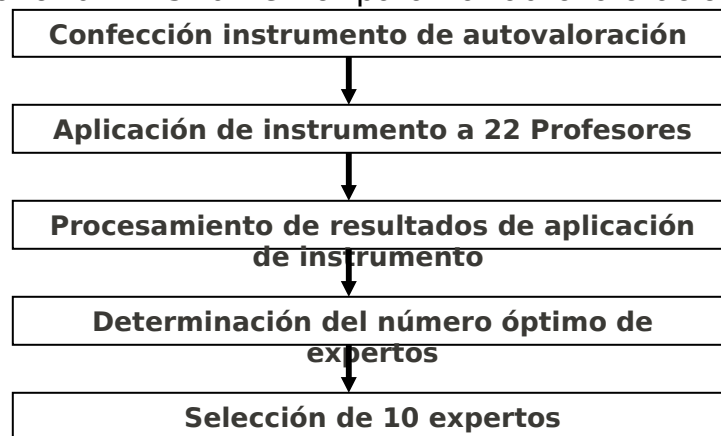 Confección instrumento de autovaloración
Aplicación de instrumento a 22 Profesores
Procesamiento de resultados de aplicación
de instrumento
Determinación del número óptimo de
expertos
Selección de 10 expertos